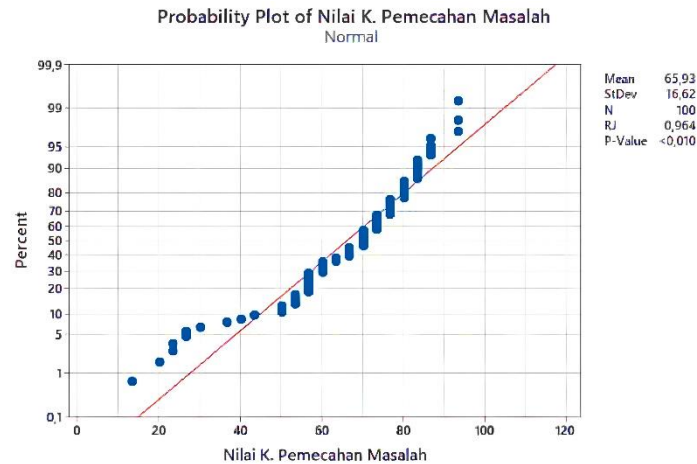 Probability Plot of Nilai K. Pemecahan Masalah
Normal
99,9
99
95
90
80
70
60
50
40
30
20
10
5
1
0,1
Percent
0
20
40
60
80
100
120
Nilai K. Pemecahan Masalah
Mean 65,93
StDev 16,62
N 100
RJ 0,964
P-Value <0,010